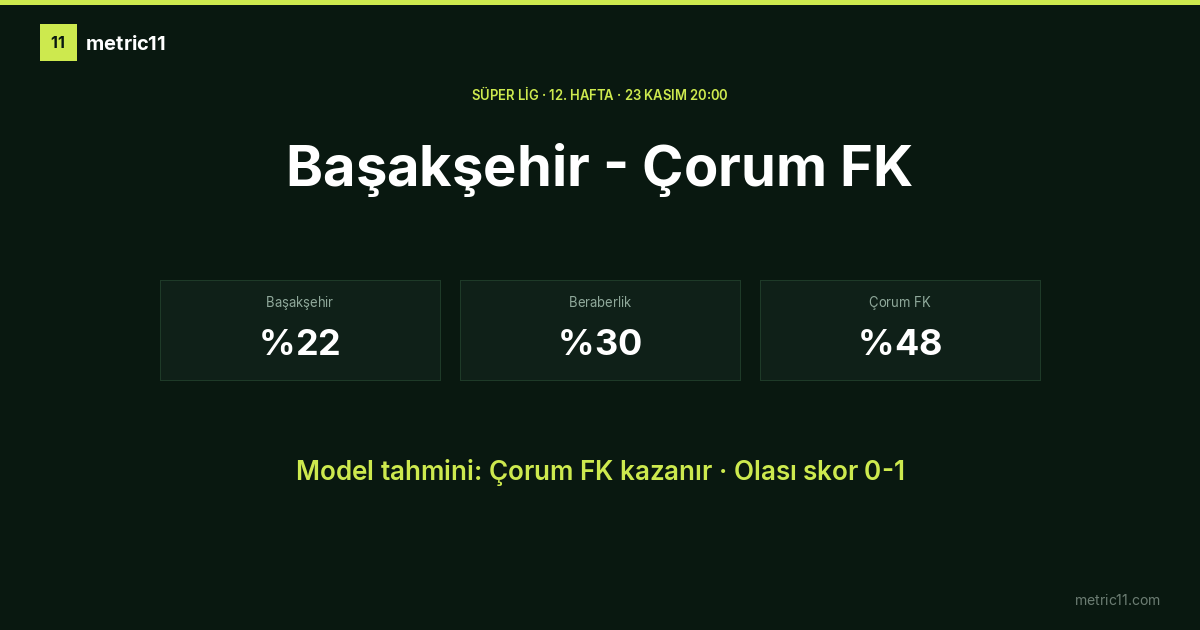 11 metric11
SÜPER LİG · 12. HAFTA · 23 KASIM 20:00
Başakşehir - Çorum FK
Başakşehir
%22
Beraberlik
%30
Çorum FK
%48
Model tahmini: Çorum FK kazanır · Olası skor 0-1
metric11.com